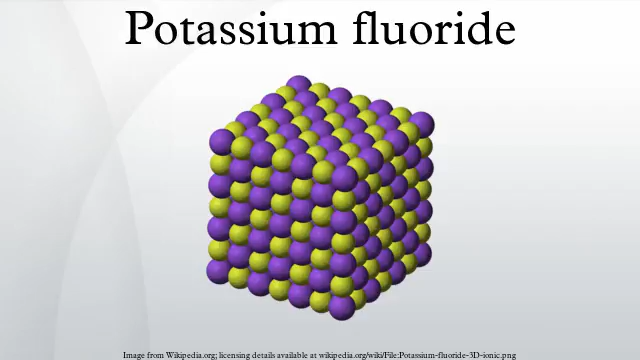 Potassium fluoride
Image from Wikipedia.org; licensing details available at wikipedia.org/wiki/File:Potassium-fluoride-3D-ionic.png